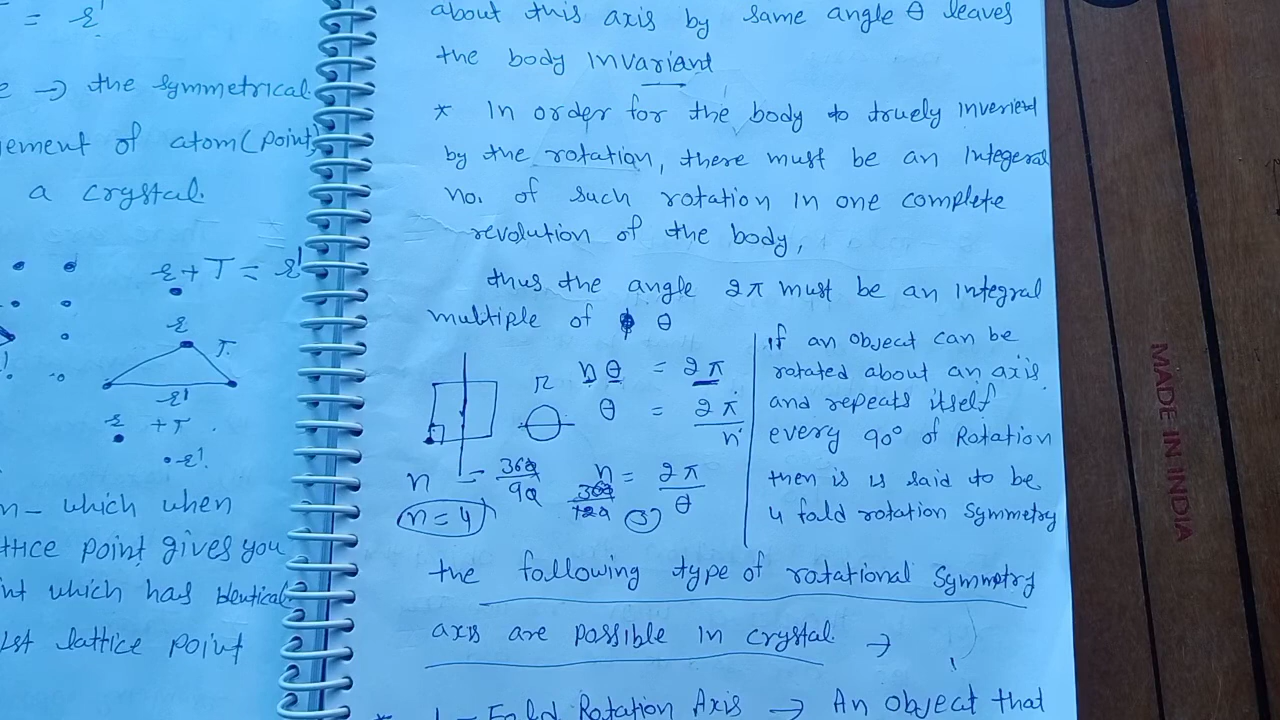 = r'
→ the symmetrical
ement of atom (point)
a crystal.
r + T = r'
r
T.
r'
r + T .
• r'.
n - which when
ttice point gives you
nt which has identical
lattice point
about this axis by same angle θ leaves
the body invariant
* In order for the body to truely
by the rotation, there must be an Integeral
no. of such rotation in one complete
revolution of the body,
thus the angle 2π must be an integral
multiple of θ
nθ = 2π
θ = 2π/n
n = 360/90
n = 2π/θ
n = 4
360/120
3
if an object can be
rotated about an axis
and repeats itself
every 90° of Rotation
then is is said to be
4 fold rotation symmetry
the following type of rotational symmetry
axis are possible in crystal. →
* 1 - Fold Rotation Axis → An object that
MADE IN INDIA